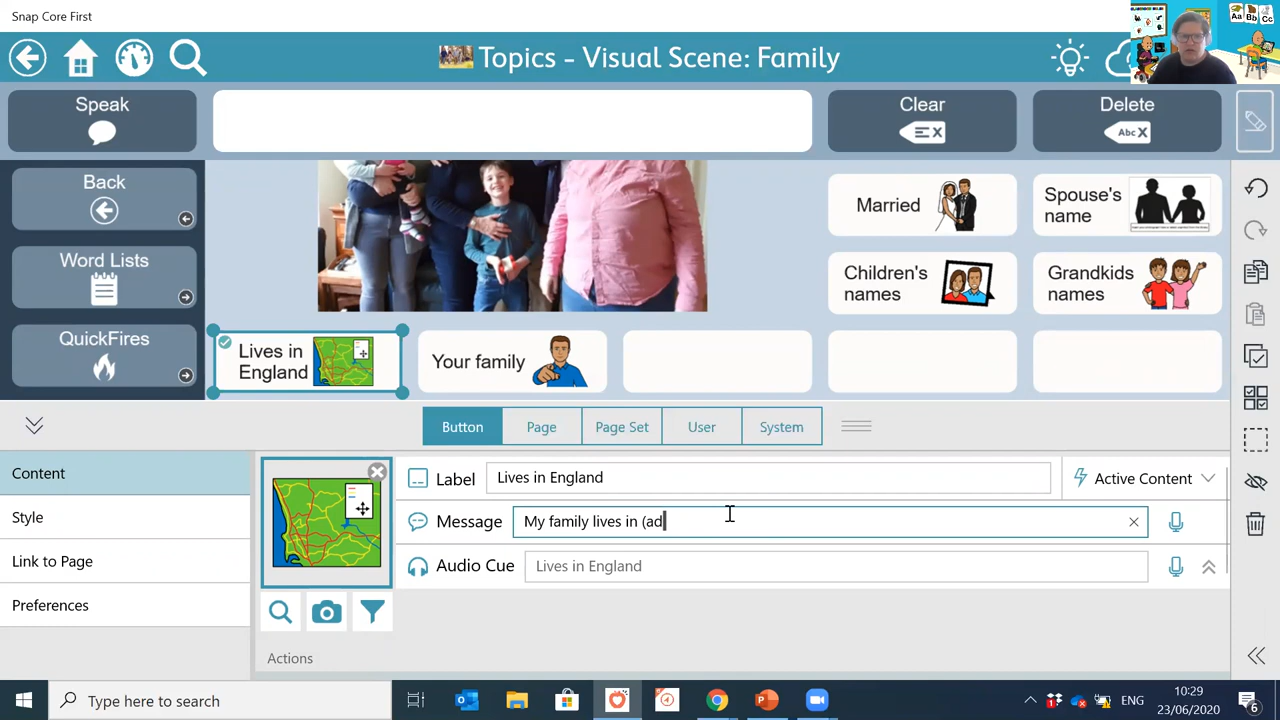 Snap Core First
Topics - Visual Scene: Family
Speak
Clear
Delete
Abc X
Back
Married
Spouse's
name
Word Lists
Children's
names
Grandkids
names
QuickFires
Lives in
England
Your family
Button
Page
Page Set
User
System
Content
Label
Lives in England
Active Content
Style
Message
My family lives in (ad
Link to Page
Audio Cue
Lives in England
Preferences
Actions
Type here to search
ENG
10:29
23/06/2020
6